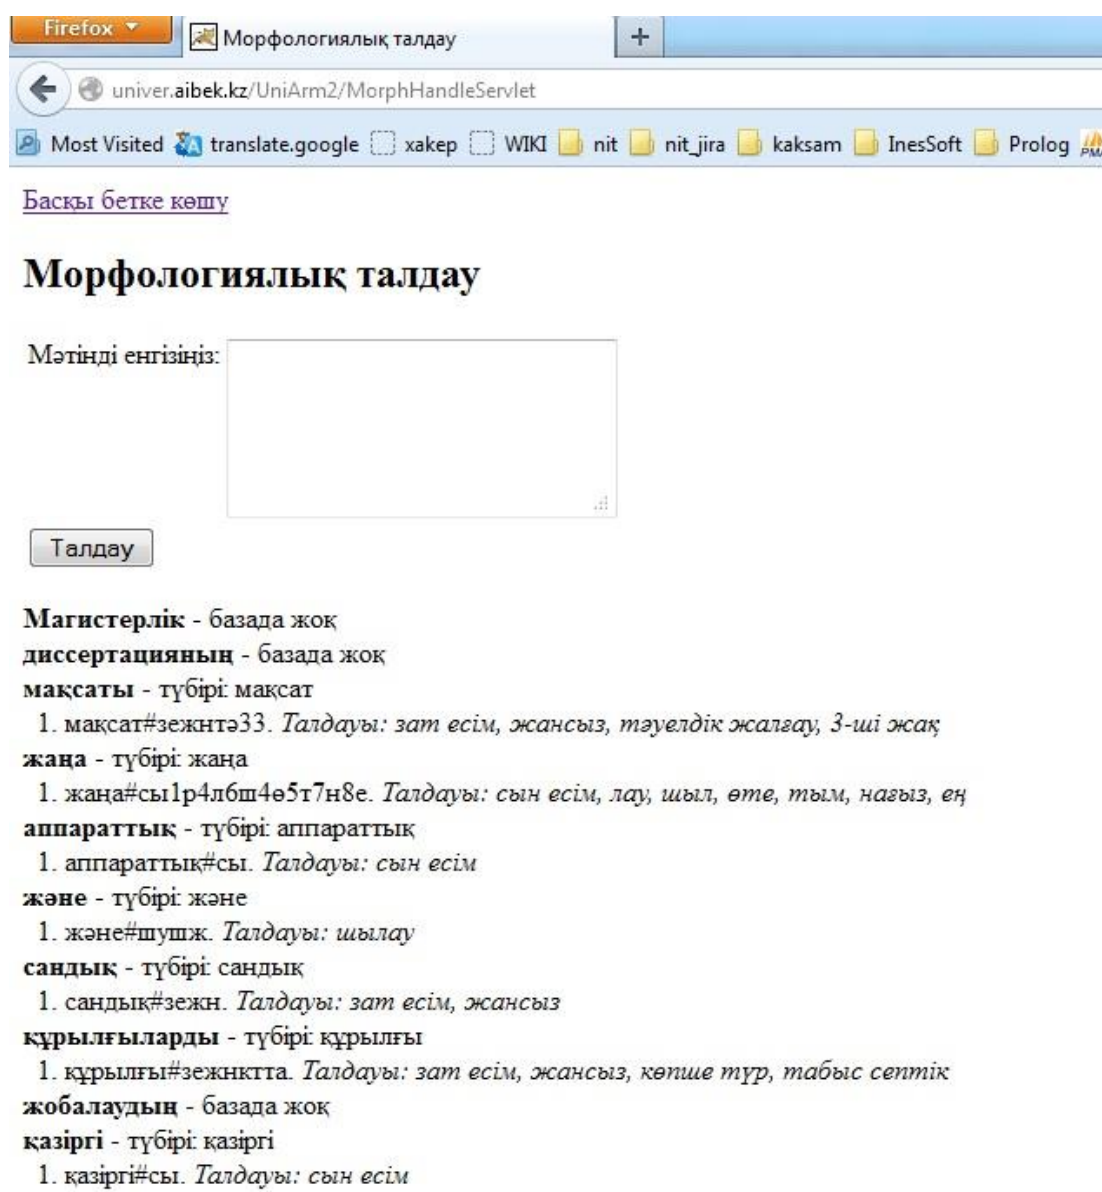 Firefox
Морфологиялық талдау
univer.aibek.kz/UniArm2/MorphHandleServlet
Most Visited translate.google xakep WIKI nit nit_jira kaksam InesSoft Prolog
Басқы бетке көшу
Морфологиялық талдау
Мәтінді енгізіңіз:
Талдау
Магистерлік - базада жоқ
диссертацияның - базада жоқ
мақсаты - түбірі: мақсат
1. мақсат#зежнтә33. Талдауы: зат есім, жансыз, тәуелдік жалғау, 3-ші жақ
жаңа - түбірі: жаңа
1. жаңа#сы1р4л6ш4ө5т7н8е. Талдауы: сын есім, лау, шыл, өте, тым, нағыз, ең
аппараттық - түбірі: аппараттық
1. аппараттық#сы. Талдауы: сын есім
және - түбірі: және
1. және#шушж. Талдауы: шылау
сандық - түбірі: сандық
1. сандық#зежн. Талдауы: зат есім, жансыз
құрылғыларды - түбірі: құрылғы
1. құрылғы#зежнктта. Талдауы: зат есім, жансыз, көпше түр, табыс септік
жобалаудың - базада жоқ
қазіргі - түбірі: қазіргі
1. қазіргі#сы. Талдауы: сын есім